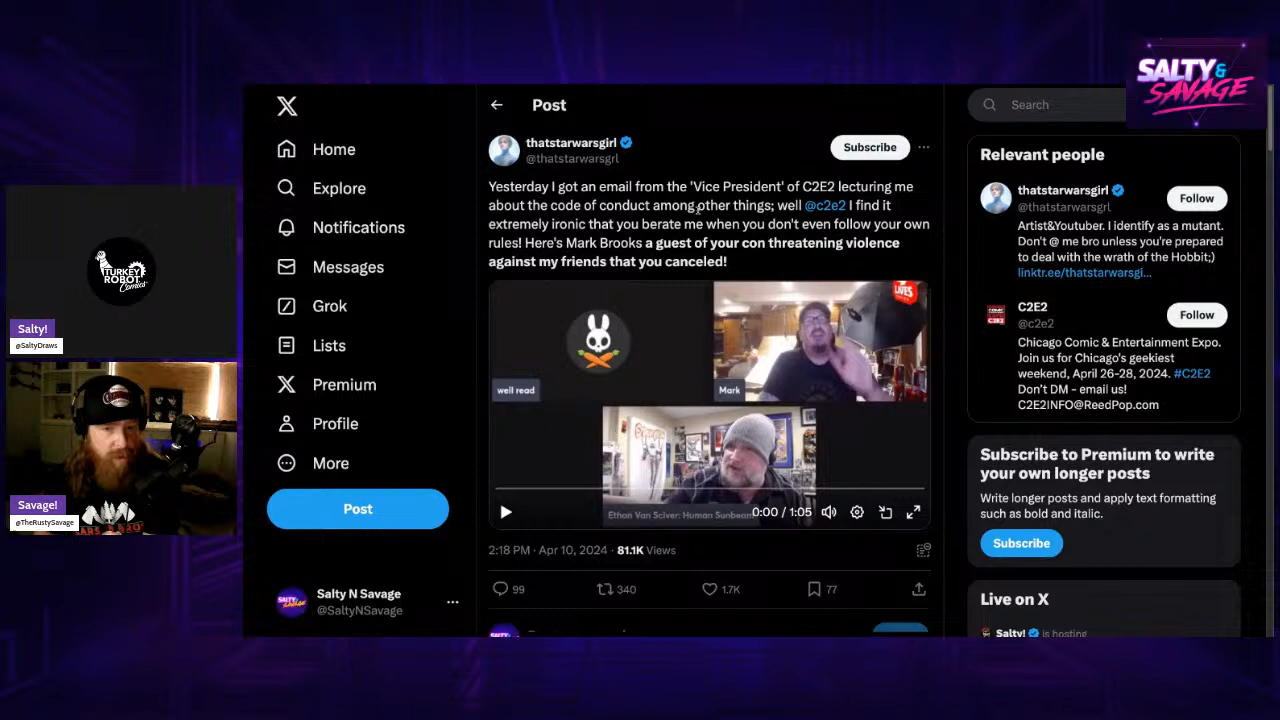 SALTY&
SAVAGE
TURKEY
ROBOT
Comics
Salty!
@SaltyDraws
Savage!
@TheRustySavage
Home
Explore
Notifications
Messages
Grok
Lists
Premium
Profile
More
Post
Salty N Savage
@SaltyNSavage
Post
thatstarwarsgirl
@thatstarwarsgrl
Subscribe
Yesterday I got an email from the 'Vice President' of C2E2 lecturing me
about the code of conduct among other things; well @c2e2 I find it
extremely ironic that you berate me when you don't even follow your own
rules! Here's Mark Brooks a guest of your con threatening violence
against my friends that you canceled!
well read
Mark
LIVES
Ethan Van Sciver: Human Sunbeam
0:00 / 1:05
2:18 PM · Apr 10, 2024 · 81.1K Views
99
340
1.7K
77
Search
Relevant people
thatstarwarsgirl
@thatstarwarsgrl
Follow
Artist&Youtuber. I identify as a mutant.
Don't @ me bro unless you're prepared
to deal with the wrath of the Hobbit;)
linktr.ee/thatstarwarsgi...
C2E2
@c2e2
Follow
Chicago Comic & Entertainment Expo.
Join us for Chicago's geekiest
weekend, April 26-28, 2024. #C2E2
Don't DM - email us!
C2E2INFO@ReedPop.com
Subscribe to Premium to write
your own longer posts
Write longer posts and apply text formatting
such as bold and italic.
Subscribe
Live on X
Salty! is hosting